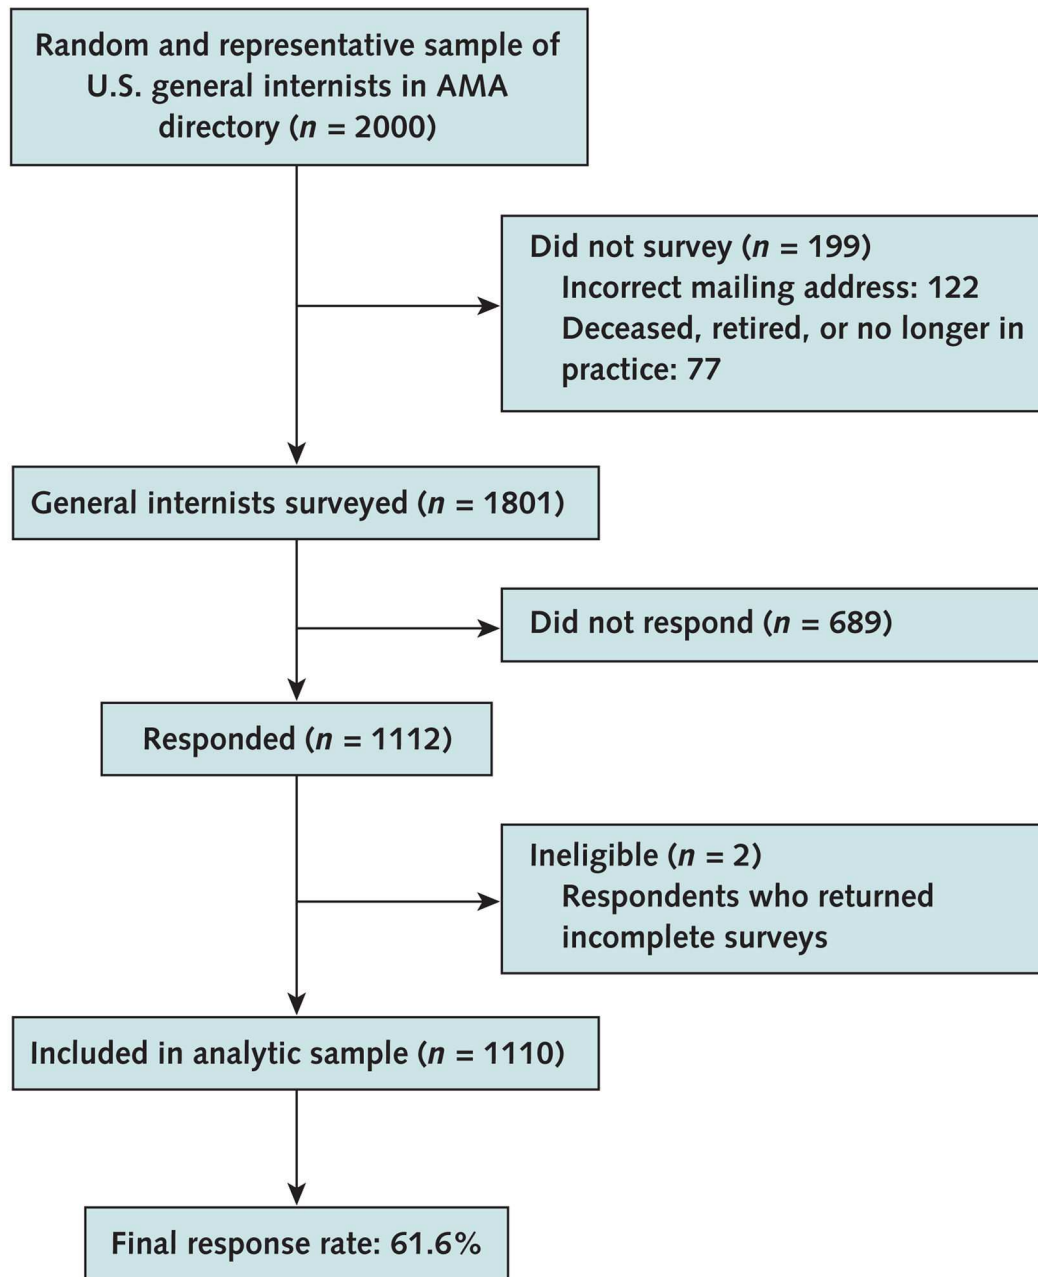 Random and representative sample of
U.S. general internists in AMA
directory (n = 2000)
Did not survey (n = 199)
Incorrect mailing address: 122
Deceased, retired, or no longer in
practice: 77
General internists surveyed (n = 1801)
Did not respond (n = 689)
Responded (n = 1112)
Ineligible (n = 2)
Respondents who returned
incomplete surveys
Included in analytic sample (n = 1110)
Final response rate: 61.6%